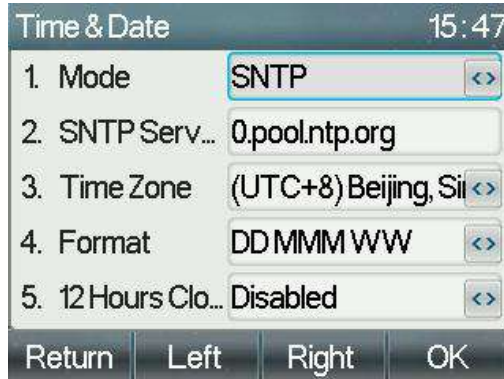 Time & Date 15:47
1. Mode SNTP
2. SNTP Serv... 0.pool.ntp.org
3. Time Zone (UTC+8) Beijing, Si
4. Format DD MMM WW
5. 12 Hours Clo... Disabled
Return Left Right OK